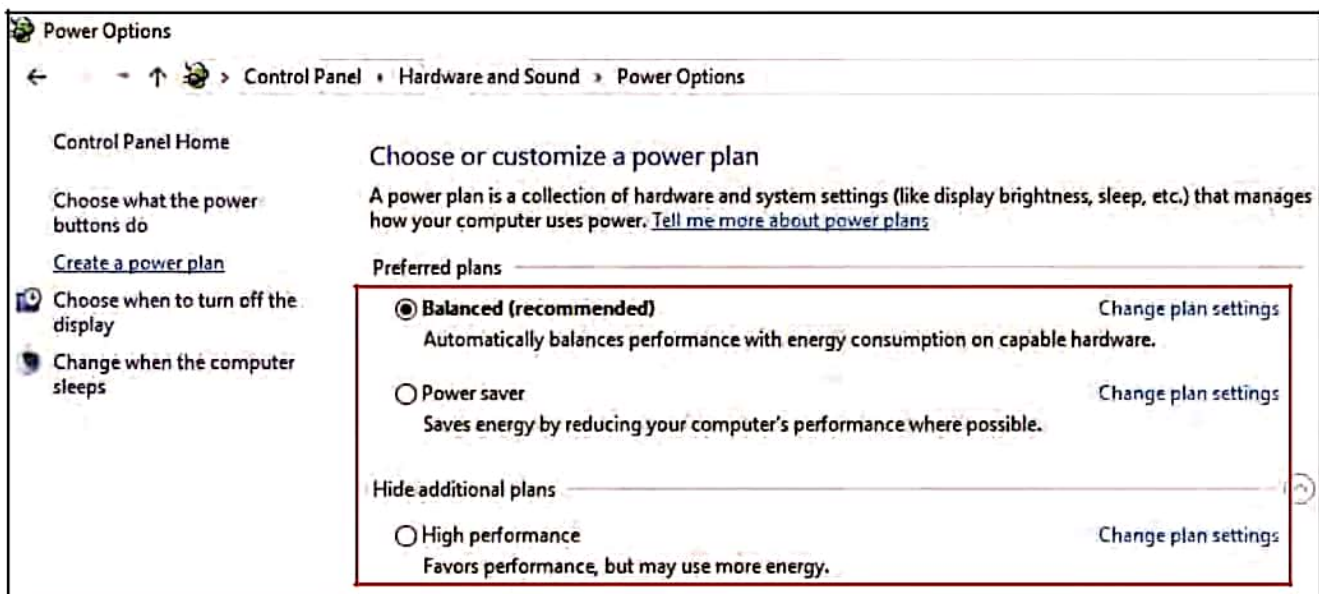 Power Options
Control Panel Hardware and Sound > Power Options
Control Panel Home
Choose what the power
buttons do
Create a power plan
Choose when to turn off the
display
Change when the computer
sleeps
Choose or customize a power plan
A power plan is a collection of hardware and system settings (like display brightness, sleep, etc.) that manages
how your computer uses power. Tell me more about power plans
Preferred plans
Balanced (recommended) Change plan settings
Automatically balances performance with energy consumption on capable hardware.
Power saver Change plan settings
Saves energy by reducing your computer's performance where possible.
Hide additional plans
High performance Change plan settings
Favors performance, but may use more energy.